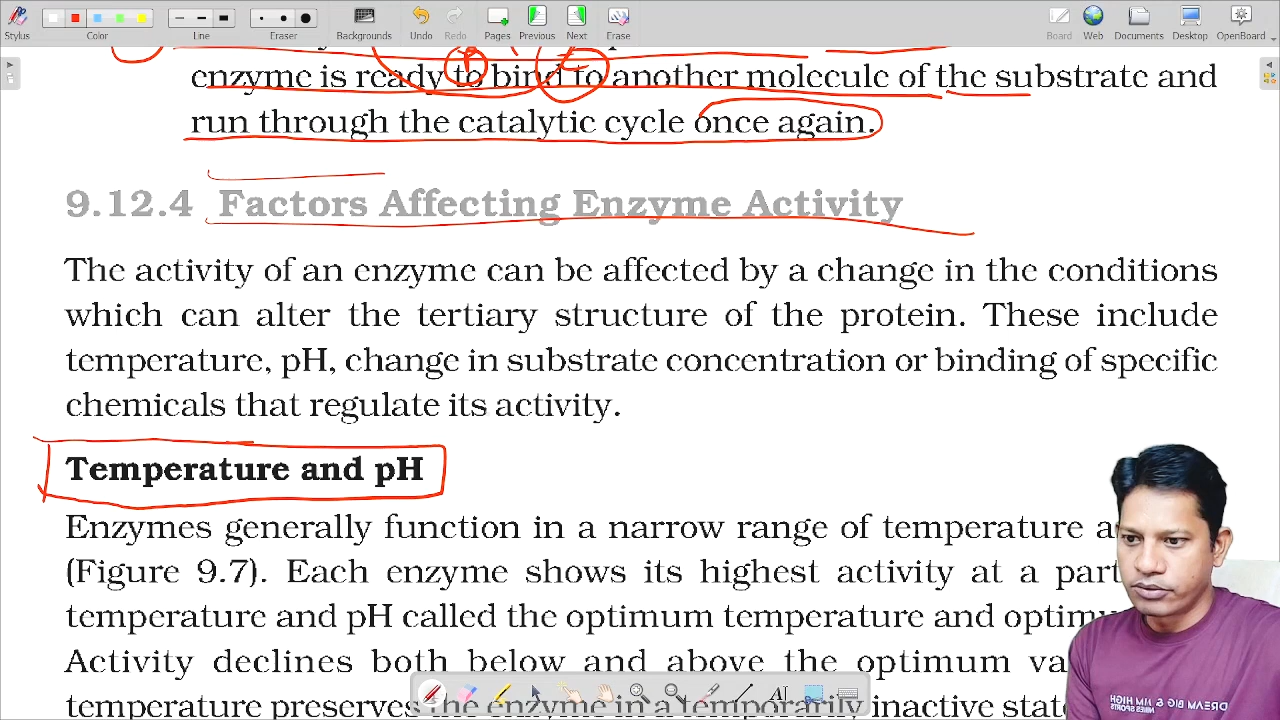 Stylus Color Line Eraser Backgrounds Undo Redo Pages Previous Next Erase Board Web Documents Desktop OpenBoard
enzyme is ready to bind to another molecule of the substrate and
run through the catalytic cycle once again.
9.12.4 Factors Affecting Enzyme Activity
The activity of an enzyme can be affected by a change in the conditions
which can alter the tertiary structure of the protein. These include
temperature, pH, change in substrate concentration or binding of specific
chemicals that regulate its activity.
Temperature and pH
Enzymes generally function in a narrow range of temperature a
(Figure 9.7). Each enzyme shows its highest activity at a part
temperature and pH called the optimum temperature and optim
Activity declines both below and above the optimum va
temperature preserves the enzyme in a temporarily inactive stat
DREAM BIG & AIM HIGH